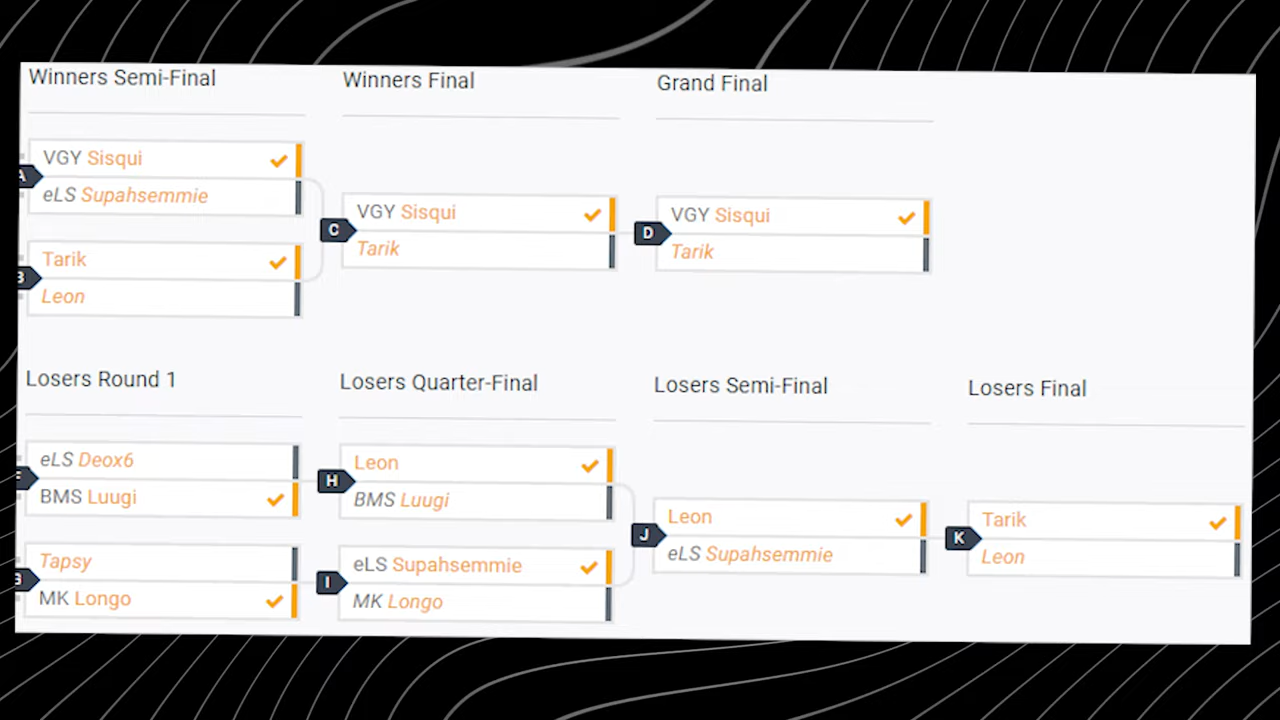 Winners Semi-Final
Winners Final
Grand Final
VGY Sisqui
eLS Supahsemmie
A
Tarik
Leon
VGY Sisqui
Tarik
C
VGY Sisqui
Tarik
D
Losers Round 1
Losers Quarter-Final
Losers Semi-Final
Losers Final
eLS Deox6
BMS Luugi
Tapsy
MK Longo
H
Leon
BMS Luugi
I
eLS Supahsemmie
MK Longo
J
Leon
eLS Supahsemmie
K
Tarik
Leon